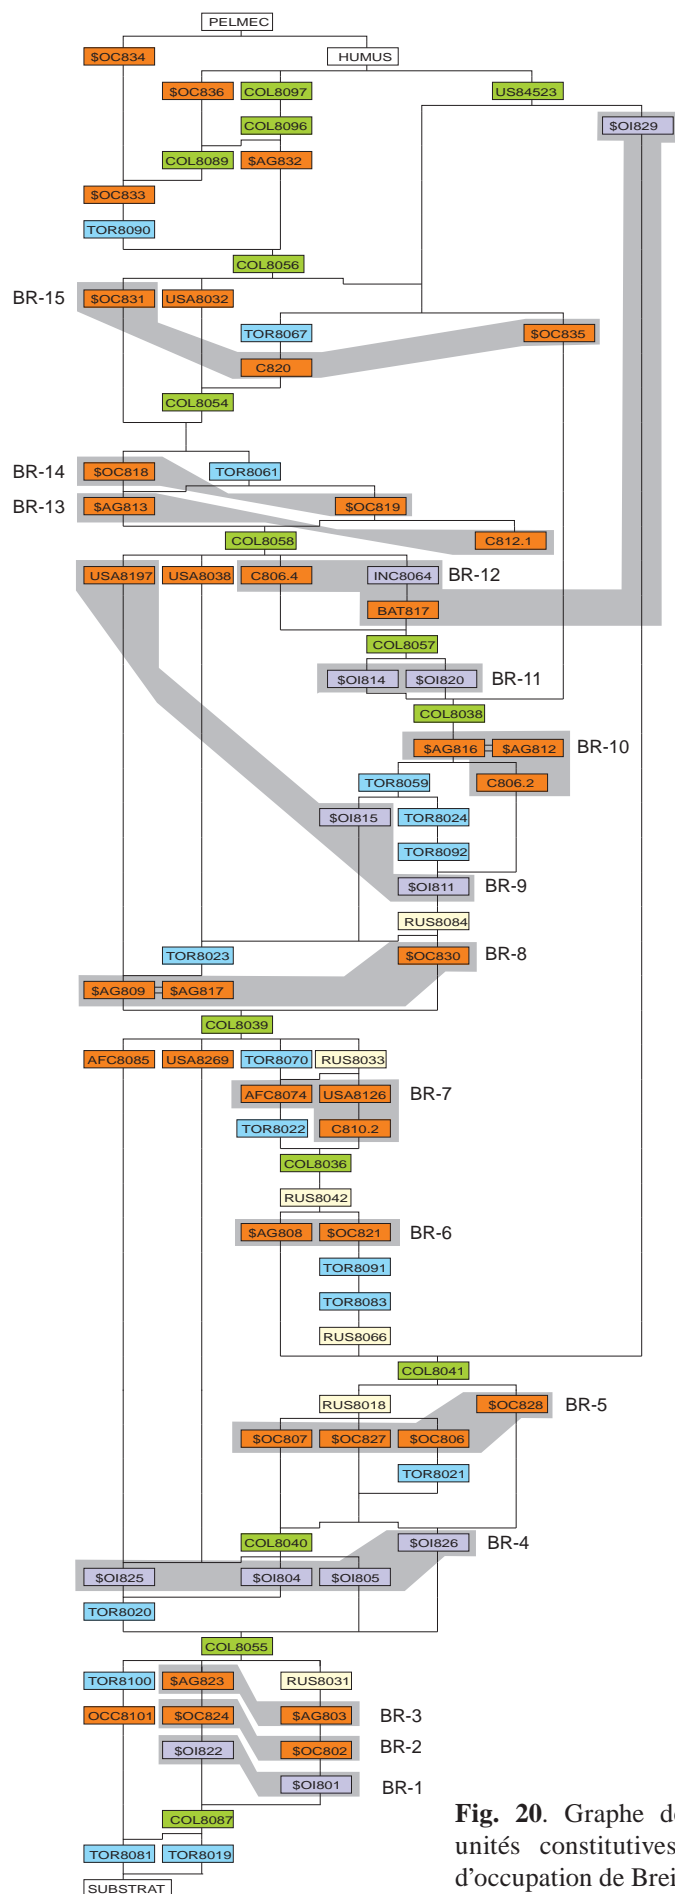 PELMEC
$OC834 HUMUS
$OC836 COL8097 US84523
COL8096 $OI829
COL8089 $AG832
$OC833
TOR8090
COL8056
BR-15 $OC831 USA8032
TOR8067 $OC835
C820
COL8054
BR-14 $OC818 TOR8061
BR-13 $AG813 $OC819
COL8058 C812.1
USA8197 USA8038 C806.4 INC8064 BR-12
BAT817
COL8057
$OI814 $OI820 BR-11
COL8038
$AG816 $AG812 BR-10
TOR8059 C806.2
$OI815 TOR8024
TOR8092
$OI811 BR-9
RUS8084
TOR8023 $OC830 BR-8
$AG809 $AG817
COL8039
AFC8085 USA8269 TOR8070 RUS8033
AFC8074 USA8126 BR-7
TOR8022 C810.2
COL8036
RUS8042
$AG808 $OC821 BR-6
TOR8091
TOR8083
RUS8066
COL8041
RUS8018 $OC828 BR-5
$OC807 $OC827 $OC806
TOR8021
COL8040 $OI826 BR-4
$OI825 $OI804 $OI805
TOR8020
COL8055
TOR8100 $AG823 RUS8031
OCC8101 $OC824 $AG803 BR-3
$OI822 $OC802 BR-2
$OI801 BR-1
COL8087
TOR8081 TOR8019
SUBSTRAT
Fig. 20. Graphe de
unités constitutives
d'occupation de Brei